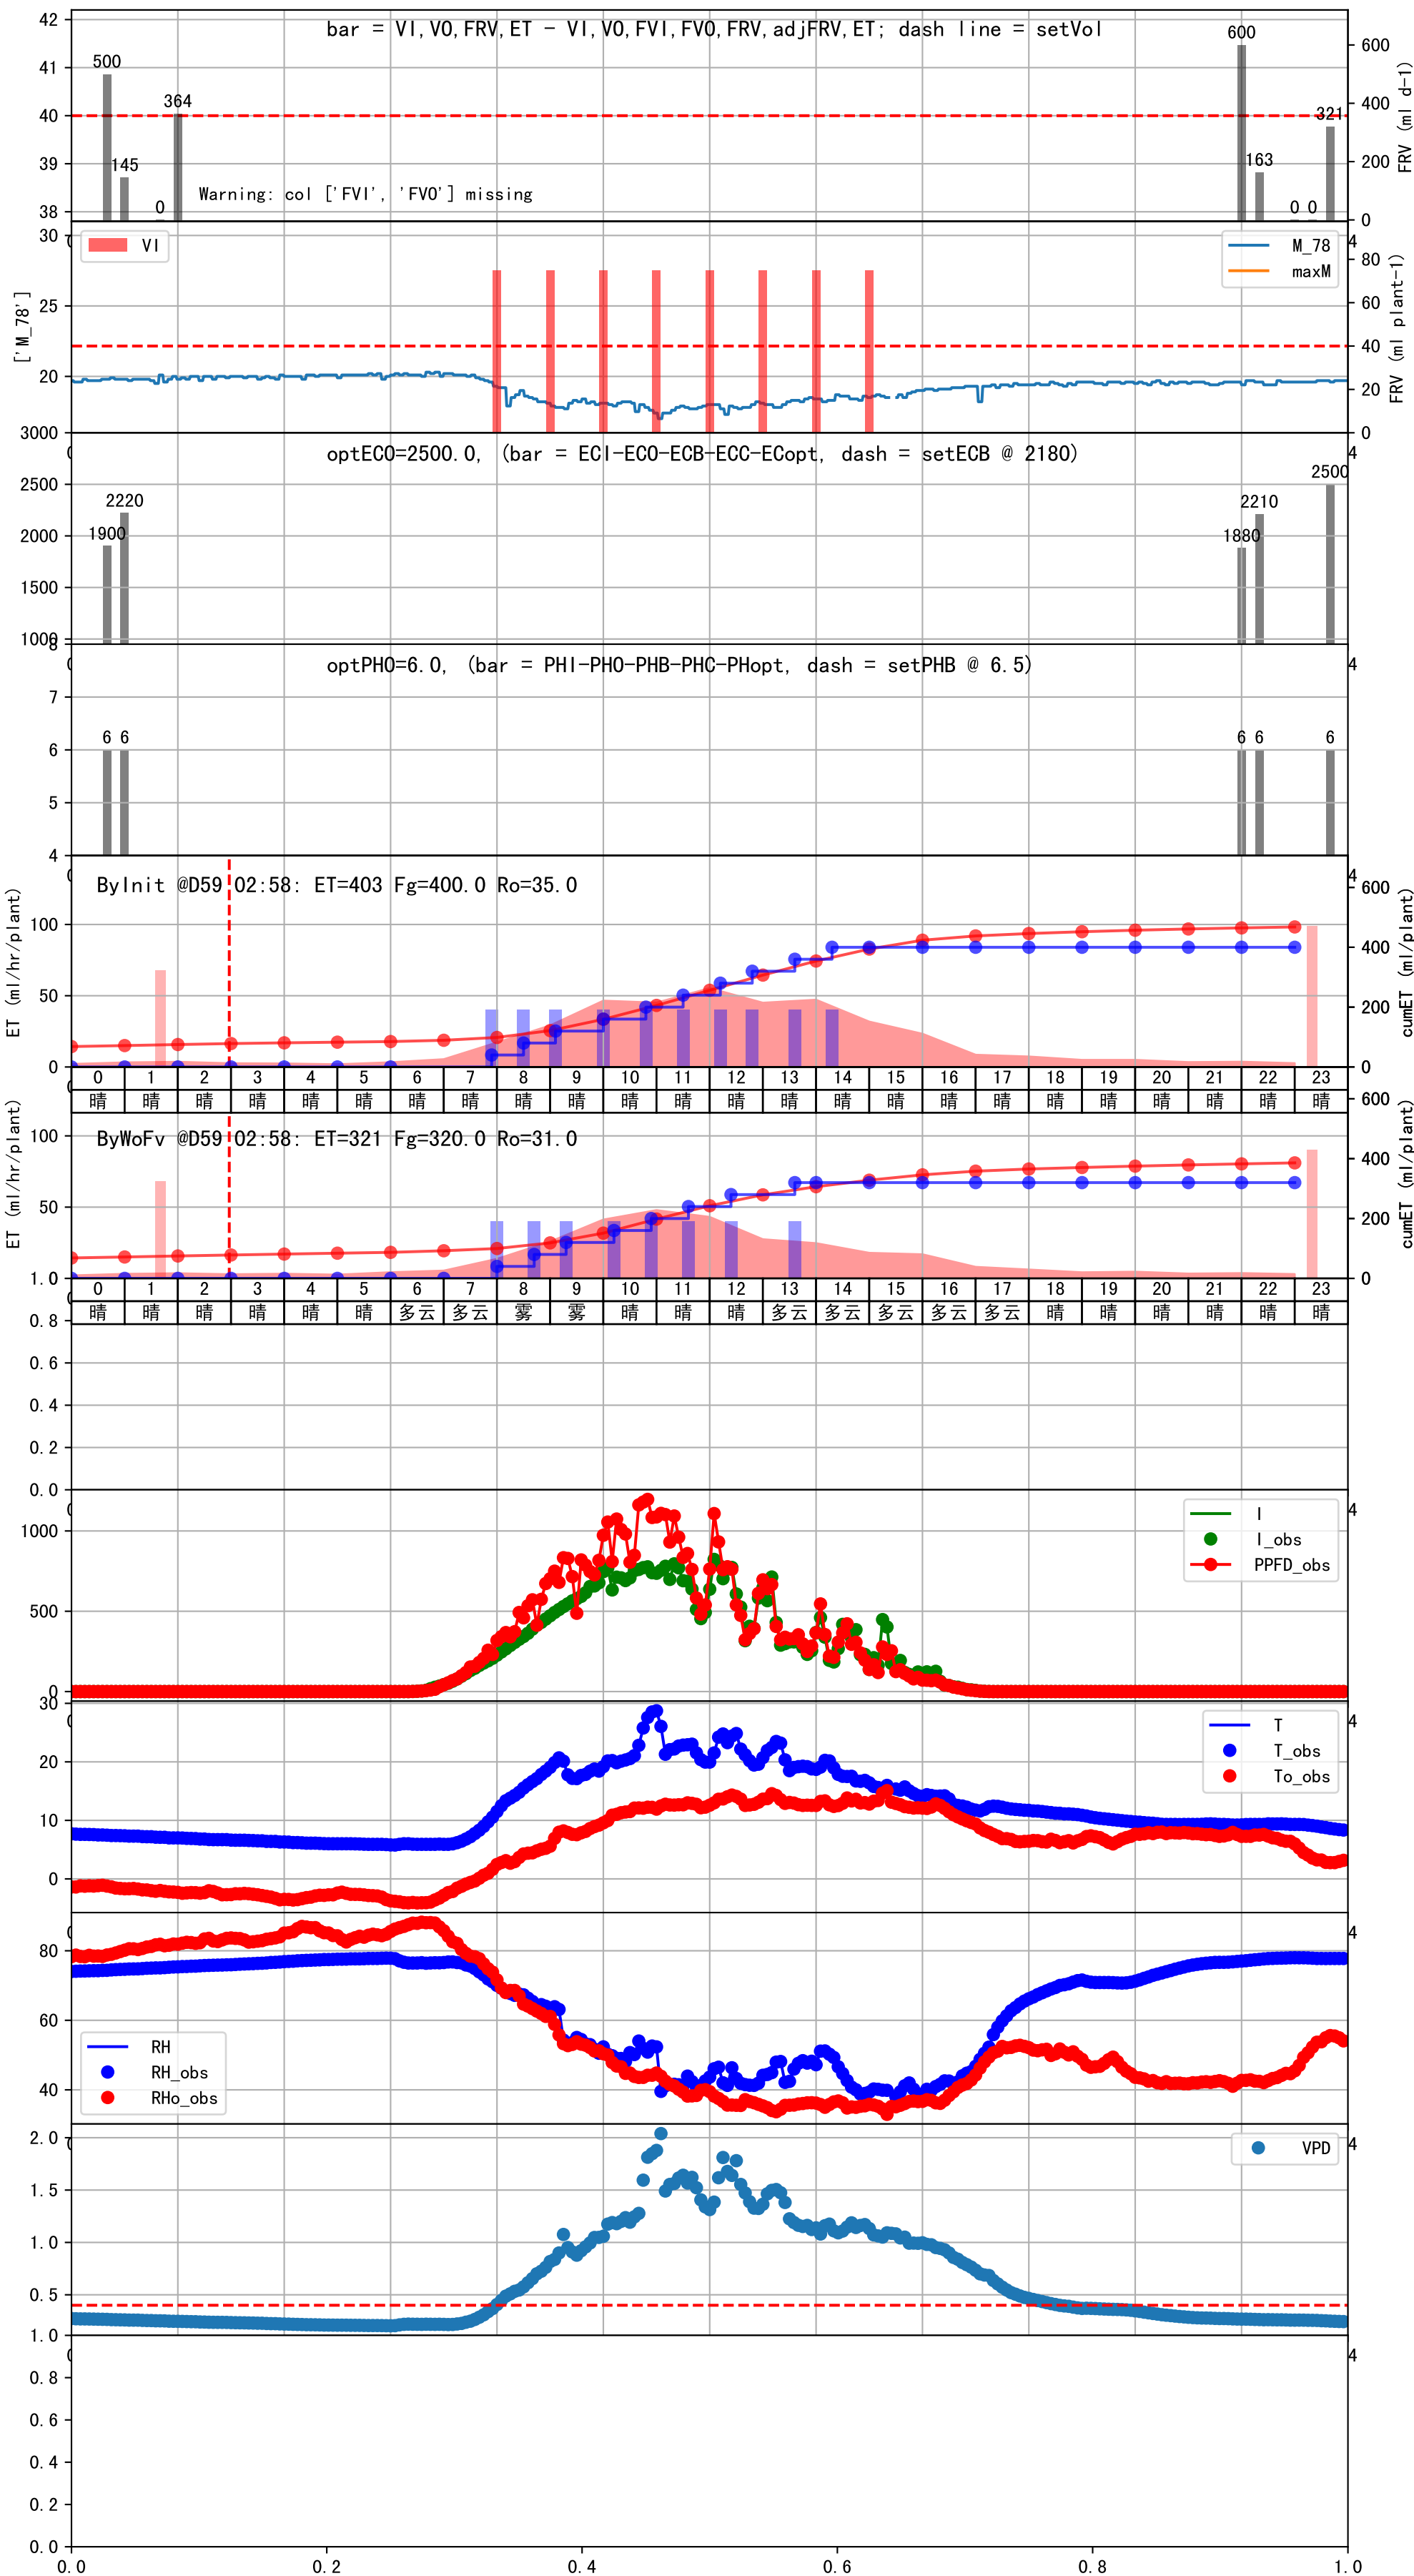 bar = VI,VO,FRV,ET - VI,VO,FVI,FVO,FRV,adjFRV,ET; dash line = setVol
42
41
40
39
38
500
145
0
364
600
163
0
0
321
Warning: col ['FVI', 'FVO'] missing
600
400
200
0
FRV (ml d-1)
VI
M_78
maxM
30
25
20
['M_78']
80
60
40
20
0
FRV (ml plant-1)
optECO=2500.0, (bar = ECI-ECO-ECB-ECC-ECopt, dash = setECB @ 2180)
3000
2500
2000
1500
1000
1900
2220
1880
2210
2500
optPHO=6.0, (bar = PHI-PHO-PHB-PHC-PHopt, dash = setPHB @ 6.5)
8
7
6
5
4
6
6
6
6
6
ByInit @D59 02:58: ET=403 Fg=400.0 Ro=35.0
100
50
0
ET (ml/hr/plant)
600
400
200
0
cumET (ml/plant)
0 1 2 3 4 5 6 7 8 9 10 11 12 13 14 15 16 17 18 19 20 21 22 23
晴 晴 晴 晴 晴 晴 晴 晴 晴 晴 晴 晴 晴 晴 晴 晴 晴 晴 晴 晴 晴 晴 晴 晴
ByWoFv @D59 02:58: ET=321 Fg=320.0 Ro=31.0
100
50
0
ET (ml/hr/plant)
600
400
200
0
cumET (ml/plant)
0 1 2 3 4 5 6 7 8 9 10 11 12 13 14 15 16 17 18 19 20 21 22 23
晴 晴 晴 晴 晴 晴 多云 多云 雾 雾 晴 晴 晴 多云 多云 多云 多云 多云 晴 晴 晴 晴 晴 晴
1.0
0.8
0.6
0.4
0.2
0.0
I
I_obs
PPFD_obs
1000
500
0
T
T_obs
To_obs
30
20
10
0
RH
RH_obs
RHo_obs
80
60
40
VPD
2.0
1.5
1.0
0.5
1.0
0.8
0.6
0.4
0.2
0.0
0.0 0.2 0.4 0.6 0.8 1.0